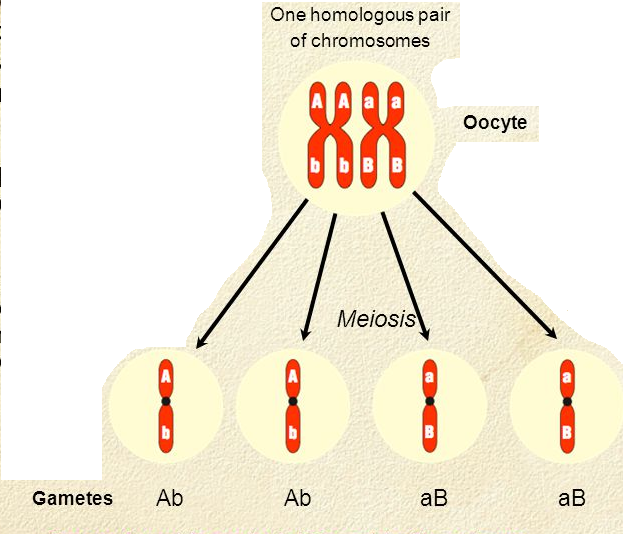 One homologous pair
of chromosomes
A A a a
Oocyte
b b B B
Meiosis
A A a a
b b B B
Gametes Ab Ab aB aB